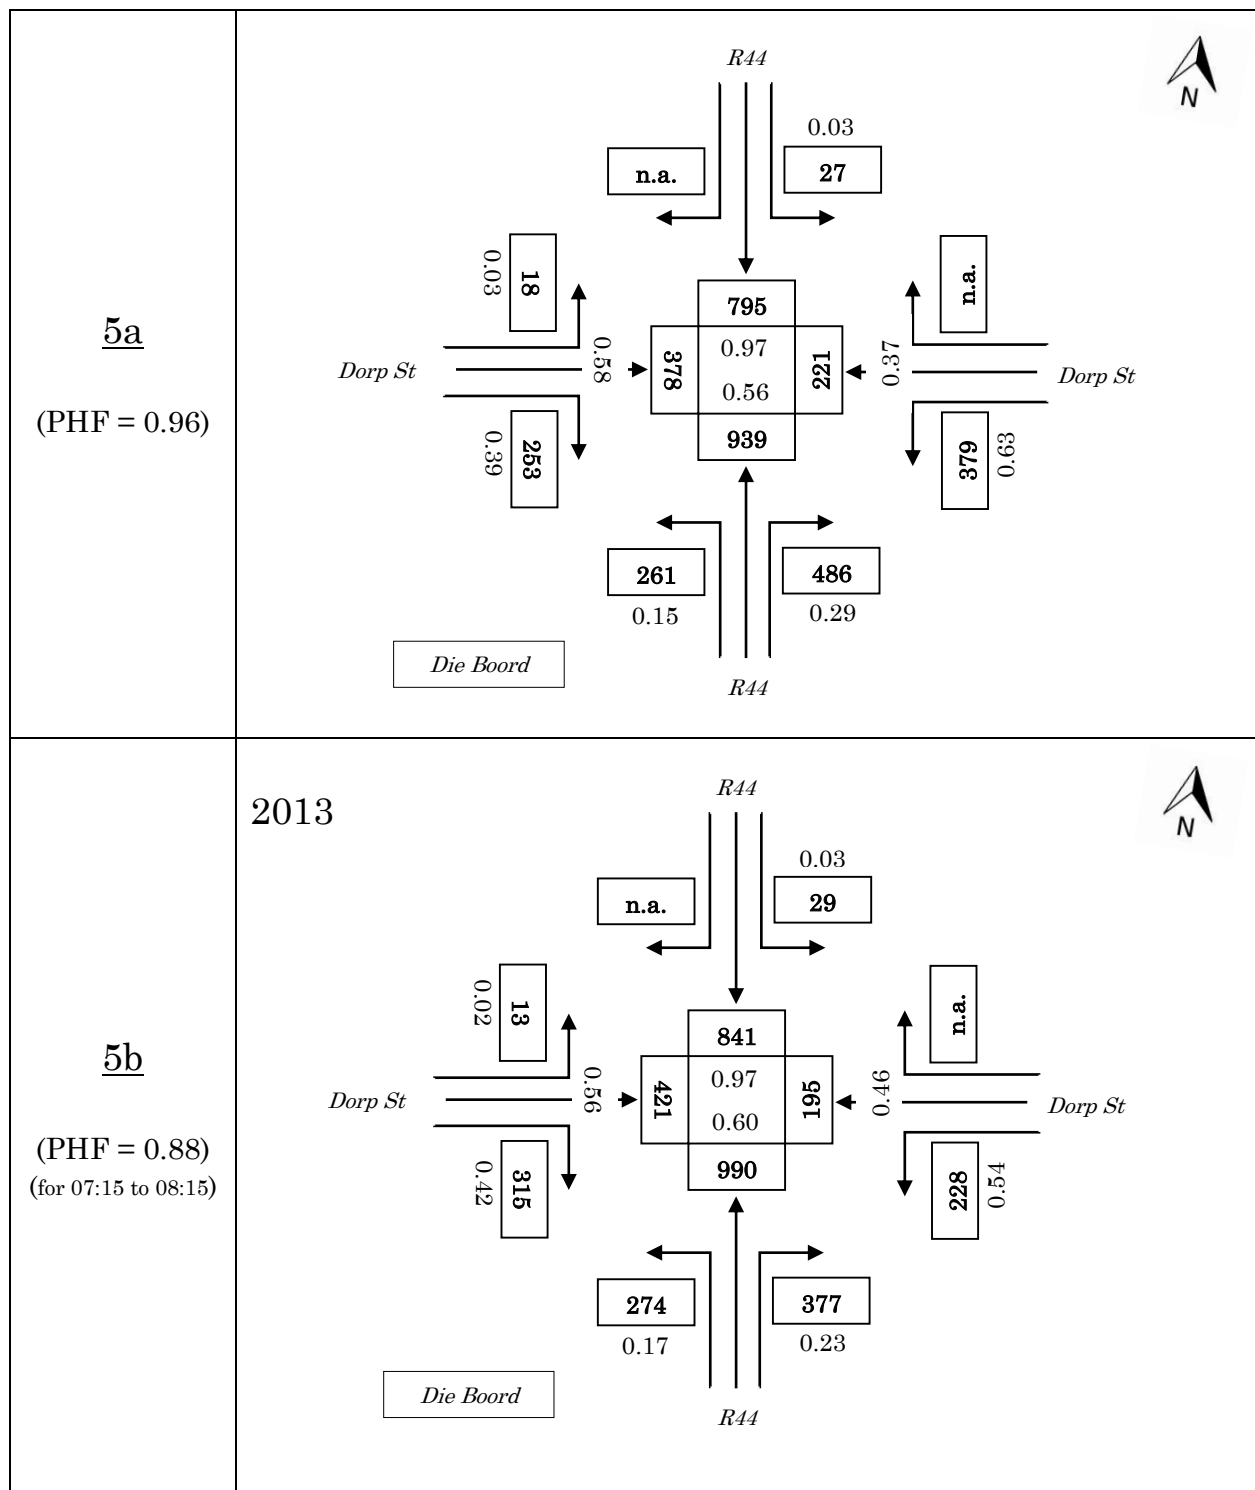 5a
(PHF = 0.96)
R44
N
0.03
n.a.
27
0.03
18
n.a.
795
Dorp St
0.58
378
0.97
0.56
221
0.37
Dorp St
939
0.39
253
379
0.63
261
486
0.15
0.29
Die Boord
R44
5b
(PHF = 0.88)
(for 07:15 to 08:15)
2013
R44
N
0.03
n.a.
29
0.02
13
n.a.
841
Dorp St
0.56
421
0.97
0.60
195
0.46
Dorp St
990
0.42
315
228
0.54
274
377
0.17
0.23
Die Boord
R44